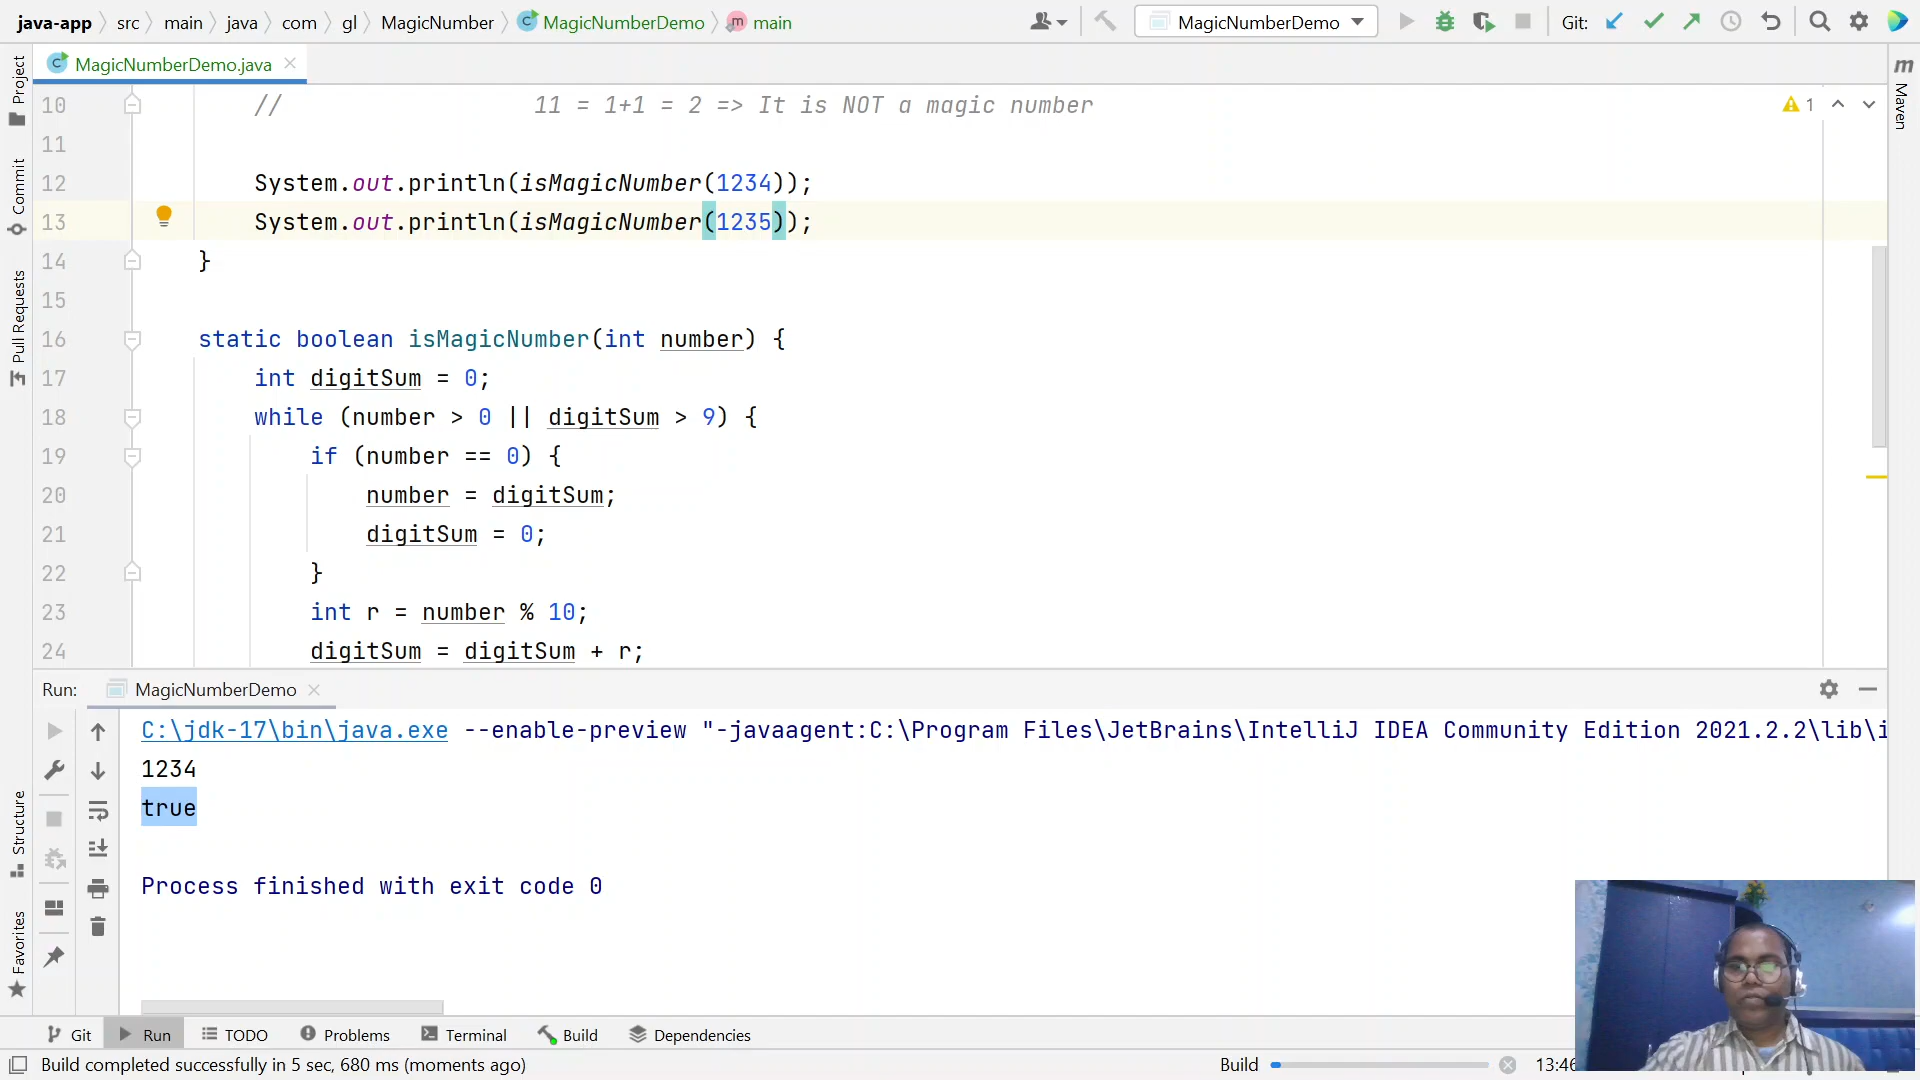 java-app src main java com gl MagicNumber MagicNumberDemo main MagicNumberDemo Git:
MagicNumberDemo.java
10 // 11 = 1+1 = 2 => It is NOT a magic number 1
11
12 System.out.println(isMagicNumber(1234));
13 System.out.println(isMagicNumber(1235));
14 }
15
16 static boolean isMagicNumber(int number) {
17 int digitSum = 0;
18 while (number > 0 || digitSum > 9) {
19 if (number == 0) {
20 number = digitSum;
21 digitSum = 0;
22 }
23 int r = number % 10;
24 digitSum = digitSum + r;
Project
Commit
Pull Requests
Structure
Favorites
m
Maven
Run: MagicNumberDemo
C:\jdk-17\bin\java.exe --enable-preview "-javaagent:C:\Program Files\JetBrains\IntelliJ IDEA Community Edition 2021.2.2\lib\i
1234
true
Process finished with exit code 0
Git Run TODO Problems Terminal Build Dependencies
Build completed successfully in 5 sec, 680 ms (moments ago) Build 13:46